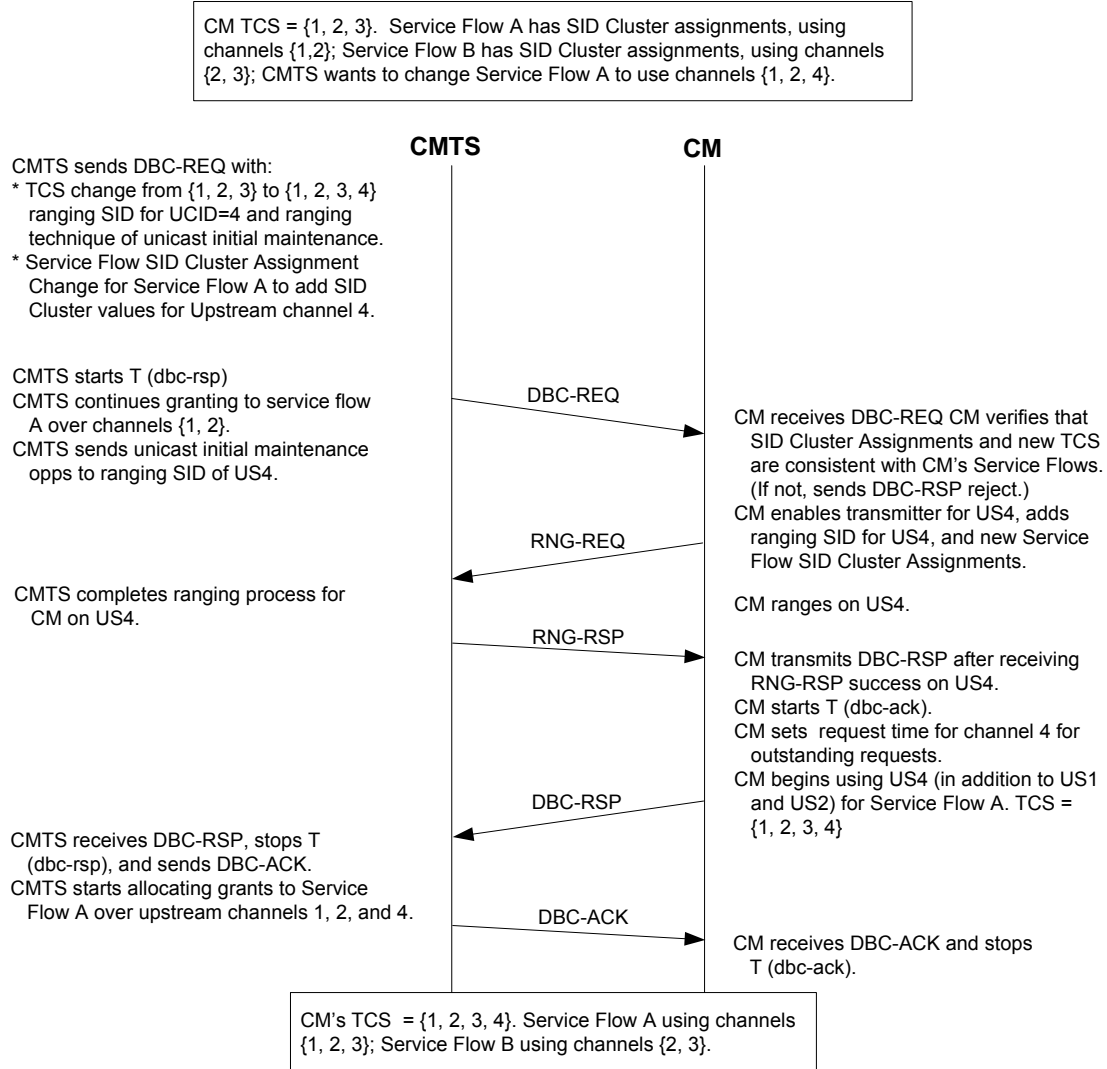 CM TCS = {1, 2, 3}.  Service Flow A has SID Cluster assignments, using
channels {1,2}; Service Flow B has SID Cluster assignments, using channels
{2, 3}; CMTS wants to change Service Flow A to use channels {1, 2, 4}.
CMTS
CM
CMTS sends DBC-REQ with:
* TCS change from {1, 2, 3} to {1, 2, 3, 4}
ranging SID for UCID=4 and ranging
technique of unicast initial maintenance.
* Service Flow SID Cluster Assignment
Change for Service Flow A to add SID
Cluster values for Upstream channel 4.
CMTS starts T (dbc-rsp)
CMTS continues granting to service flow
A over channels {1, 2}.
CMTS sends unicast initial maintenance
opps to ranging SID of US4.
DBC-REQ
CM receives DBC-REQ CM verifies that
SID Cluster Assignments and new TCS
are consistent with CM's Service Flows.
(If not, sends DBC-RSP reject.)
CM enables transmitter for US4, adds
ranging SID for US4, and new Service
Flow SID Cluster Assignments.
RNG-REQ
CMTS completes ranging process for
CM on US4.
CM ranges on US4.
RNG-RSP
CM transmits DBC-RSP after receiving
RNG-RSP success on US4.
CM starts T (dbc-ack).
CM sets  request time for channel 4 for
outstanding requests.
CM begins using US4 (in addition to US1
and US2) for Service Flow A. TCS =
{1, 2, 3, 4}
DBC-RSP
CMTS receives DBC-RSP, stops T
(dbc-rsp), and sends DBC-ACK.
CMTS starts allocating grants to Service
Flow A over upstream channels 1, 2, and 4.
DBC-ACK
CM receives DBC-ACK and stops
T (dbc-ack).
CM's TCS  = {1, 2, 3, 4}. Service Flow A using channels
{1, 2, 3}; Service Flow B using channels {2, 3}.